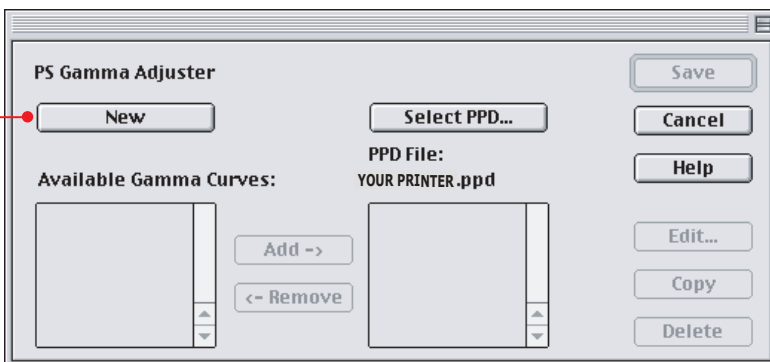 PS Gamma Adjuster
Save
New
Select PPD...
Cancel
PPD File:
Help
Available Gamma Curves:
YOUR PRINTER.ppd
Add ->
Edit...
<- Remove
Copy
Delete